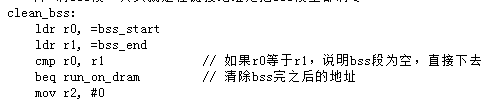 clean_bss:
ldr r0, =bss_start
ldr r1, =bss_end
cmp r0, r1 // 如果r0等于r1，说明bss段为空，直接下去
beq run_on_dram // 清除bss完之后的地址
mov r2, #0